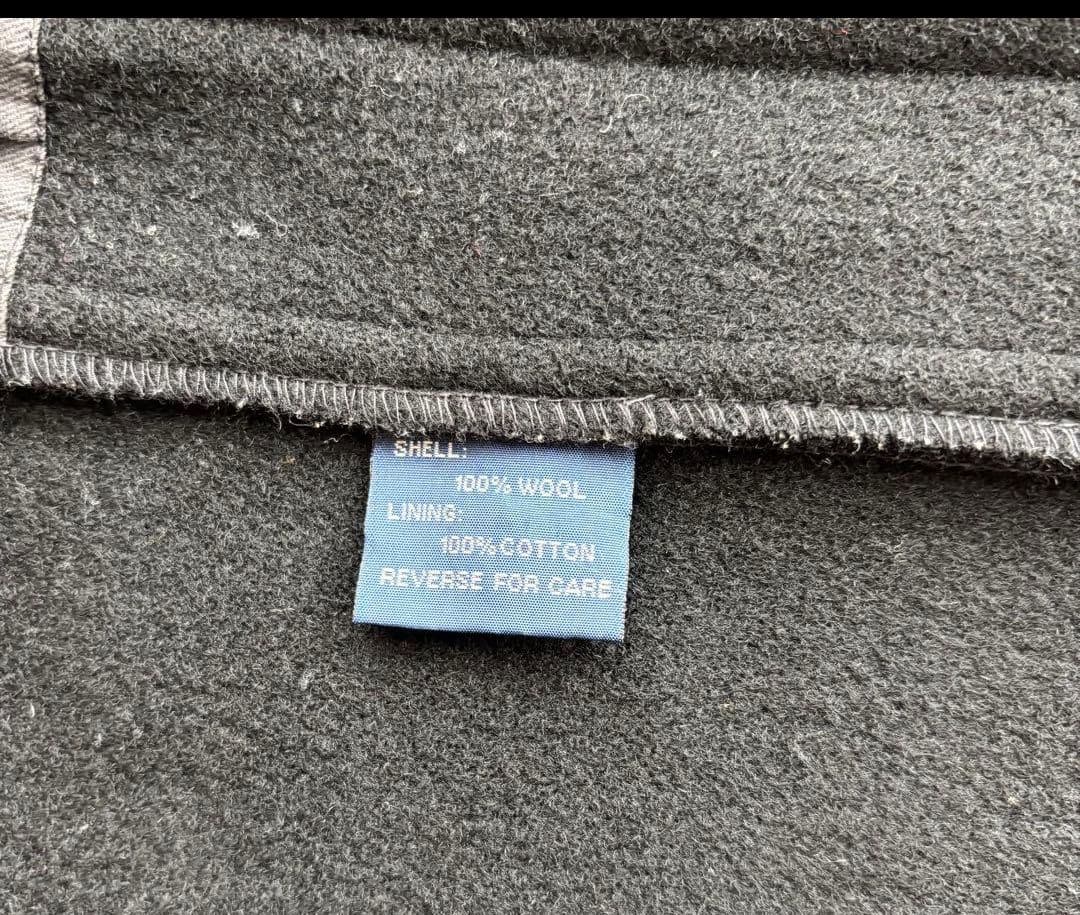 SHELL:
100% WOOL
LINING:
100% COTTON
REVERSE FOR CARE